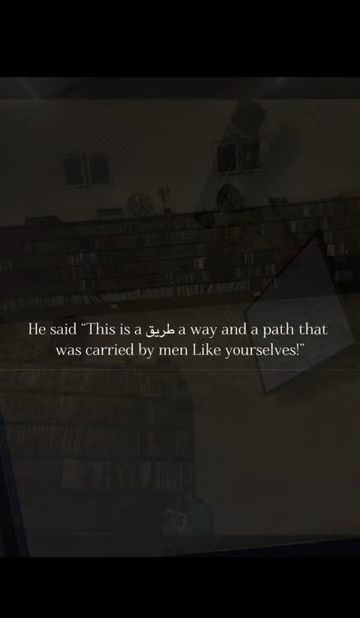 He said “This is a طريق a way and a path that
was carried by men Like yourselves!”